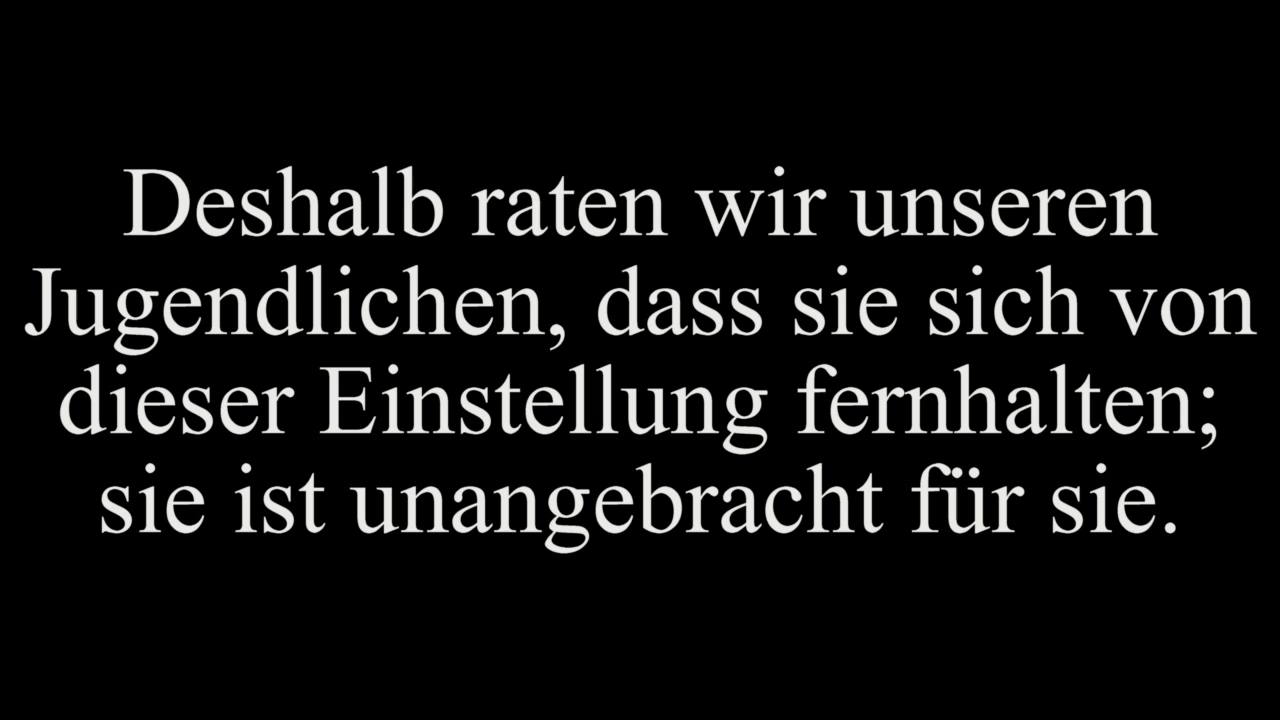 Deshalb raten wir unseren
Jugendlichen, dass sie sich von
dieser Einstellung fernhalten;
sie ist unangebracht für sie.